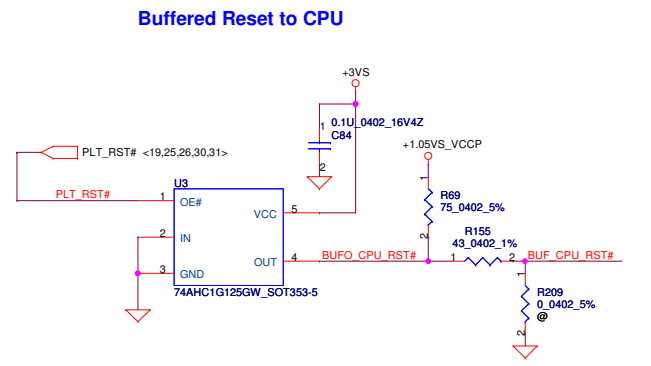 Buffered Reset to CPU
+3VS
1
0.1U_0402_16V4Z
C84
2
PLT_RST# <19,25,26,30,31>
+1.05VS_VCCP
U3
PLT_RST#
1
OE#
VCC
5
1
R69
75_0402_5%
2
2
IN
R155
43_0402_1%
OUT
4
BUFO_CPU_RST#
1
2
BUF_CPU_RST#
3
GND
74AHC1G125GW_SOT353-5
1
R209
0_0402_5%
@
2